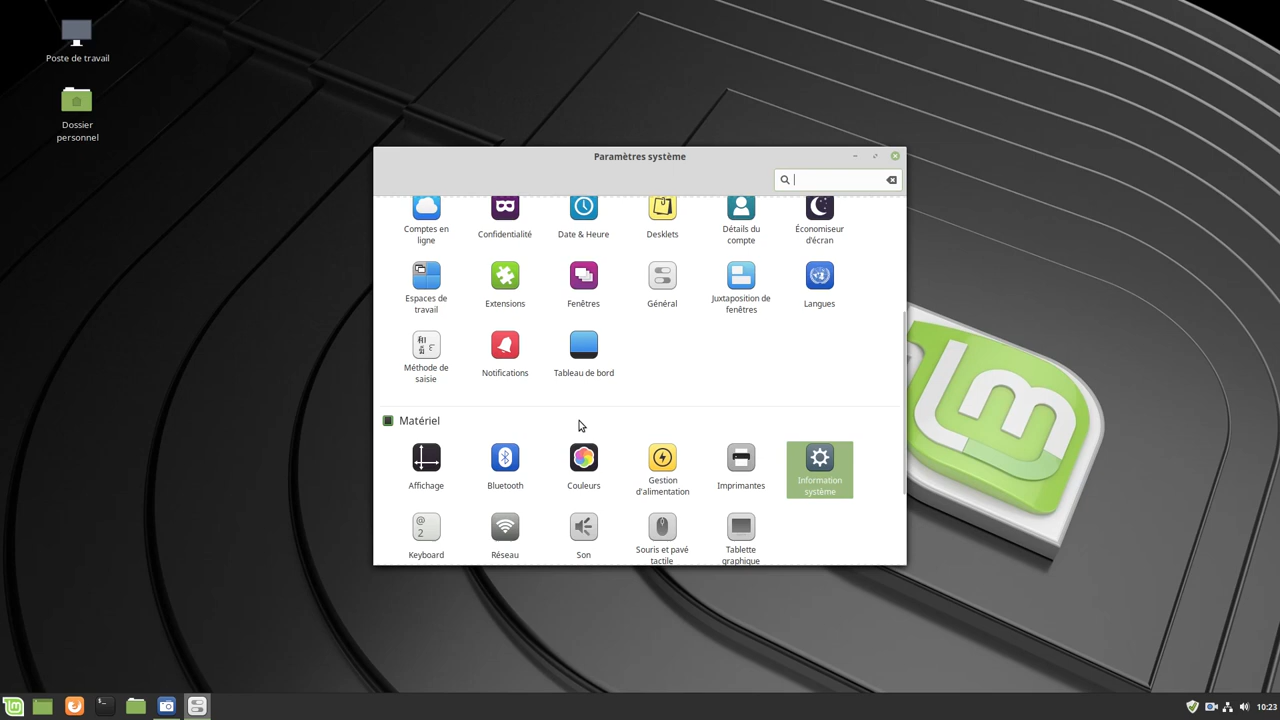 Poste de travail
Dossier
personnel
Paramètres système
Comptes en
ligne
Confidentialité
Date & Heure
Desklets
Détails du
compte
Économiseur
d'écran
Espaces de
travail
Extensions
Fenêtres
Général
Juxtaposition de
fenêtres
Langues
Méthode de
saisie
Notifications
Tableau de bord
Matériel
Affichage
Bluetooth
Couleurs
Gestion
d'alimentation
Imprimantes
Information
système
@
2
Keyboard
Réseau
Son
Souris et pavé
tactile
Tablette
graphique
10:23